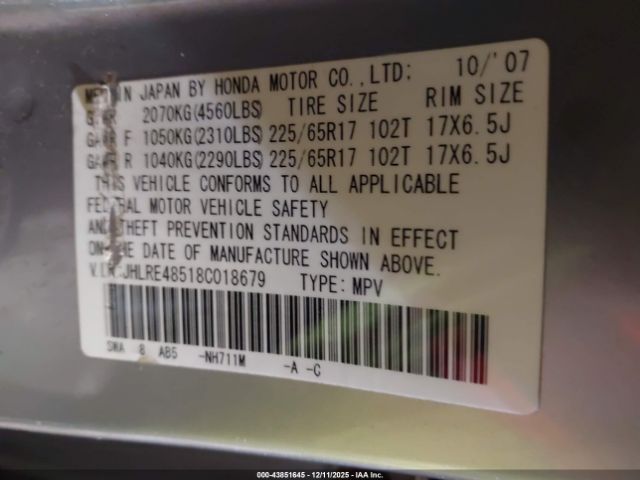 IN JAPAN BY HONDA MOTOR CO.,LTD: 10/'07
2070KG(4560LBS) TIRE SIZE RIM SIZE
F 1050KG(2310LBS) 225/65R17 102T 17X6.5J
R 1040KG(2290LBS) 225/65R17 102T 17X6.5J
VEHICLE CONFORMS TO ALL APPLICABLE
MOTOR VEHICLE SAFETY
THEFT PREVENTION STANDARDS IN EFFECT
ON THE DATE OF MANUFACTURE SHOWN ABOVE.
JHLRE48518C018679 TYPE: MPV
SWA 8 AB5 -NH711M -A -C
000-43851645 - 12/11/2025 - IAA Inc.